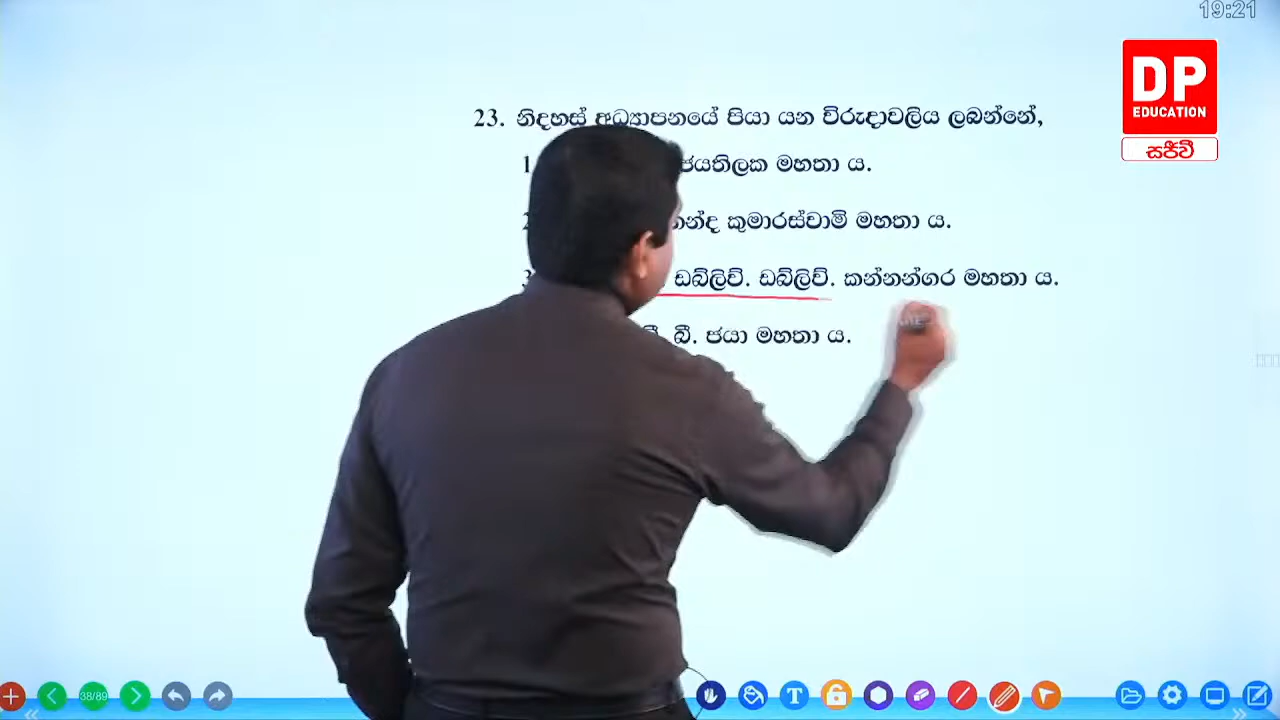 19:21
DP
EDUCATION
සජීවී
23. නිදහස් අධ්‍යාපනයේ පියා යන විරුදාවලිය ලබන්නේ,
1 ජයතිලක මහතා ය.
2 කුමාරස්වාමි මහතා ය.
3 ඩබ්ලිව්. ඩබ්ලිව්. කන්නන්ගර මහතා ය.
බී. ජයා මහතා ය.
38/89